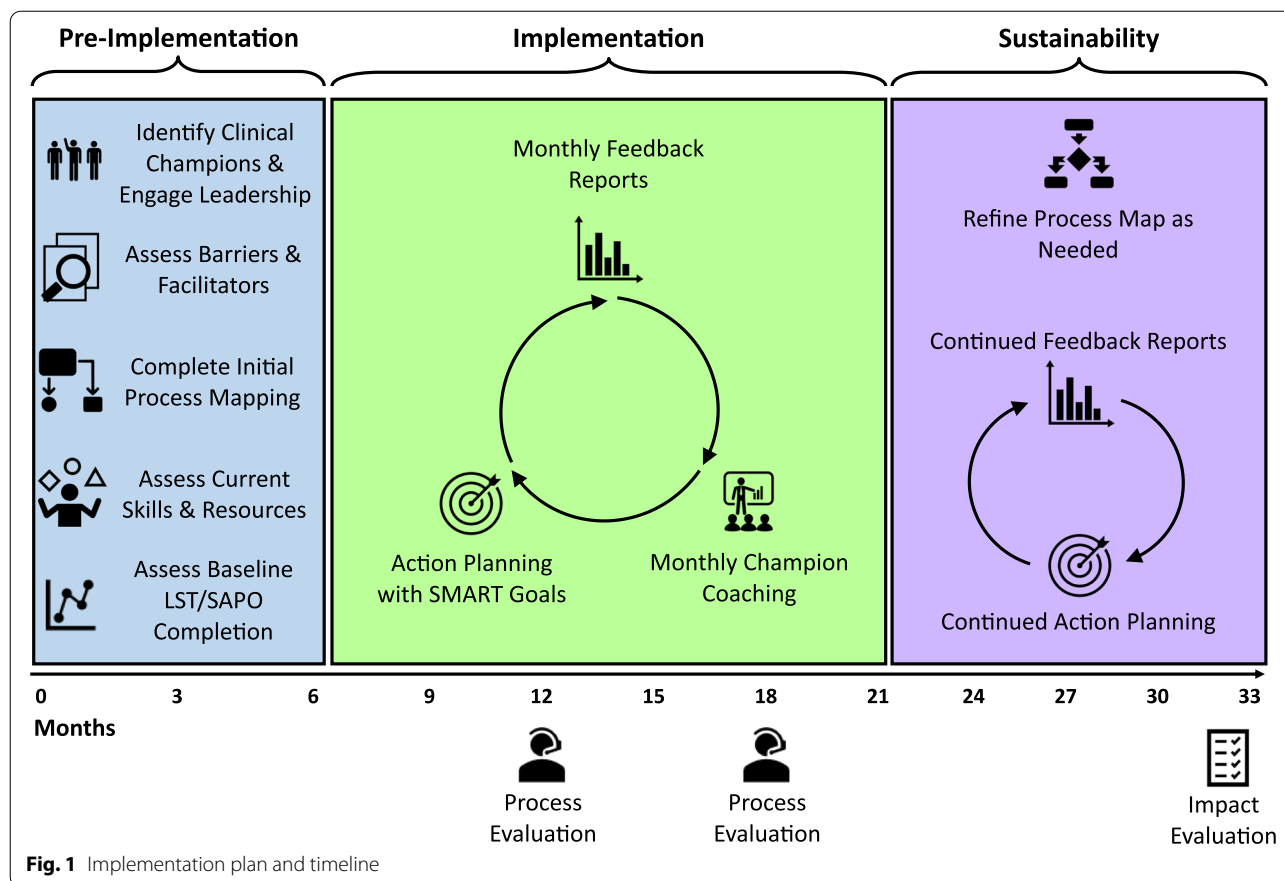 Pre-Implementation
Implementation
Sustainability
Identify Clinical
Champions &
Engage Leadership
Assess Barriers &
Facilitators
Complete Initial
Process Mapping
Assess Current
Skills & Resources
Assess Baseline
LST/SAPO
Completion
Monthly Feedback
Reports
Action Planning
with SMART Goals
Monthly Champion
Coaching
Refine Process Map as
Needed
Continued Feedback Reports
Continued Action Planning
0 3 6 9 12 15 18 21 24 27 30 33
Months
Process
Evaluation
Process
Evaluation
Impact
Evaluation
Fig. 1 Implementation plan and timeline